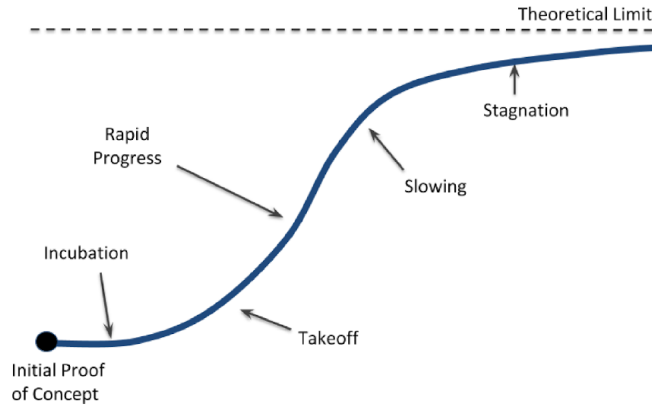 Theoretical Limit
Stagnation
Rapid
Progress
Slowing
Incubation
Takeoff
Initial Proof
of Concept